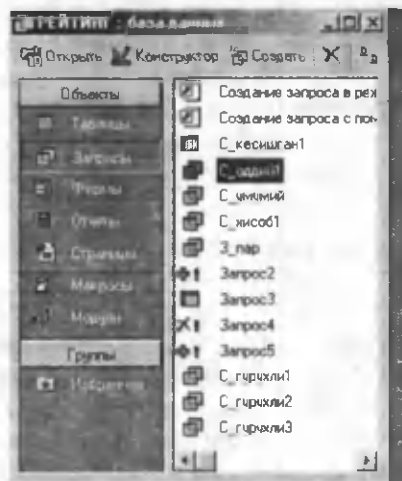 РЕЙТИНГ : база данных
Открыть Конструктор Создать
Объекты
Таблицы
Запросы
Формы
Отчеты
Страницы
Макросы
Модули
Группы
Избранное
Создание запроса в реж
Создание запроса с пом
С_кесишган1
С_оддий1
С_умумий
С_хисоб1
З_пар
Запрос2
Запрос3
Запрос4
Запрос5
С_гурухли1
С_гурухли2
С_гурухли3